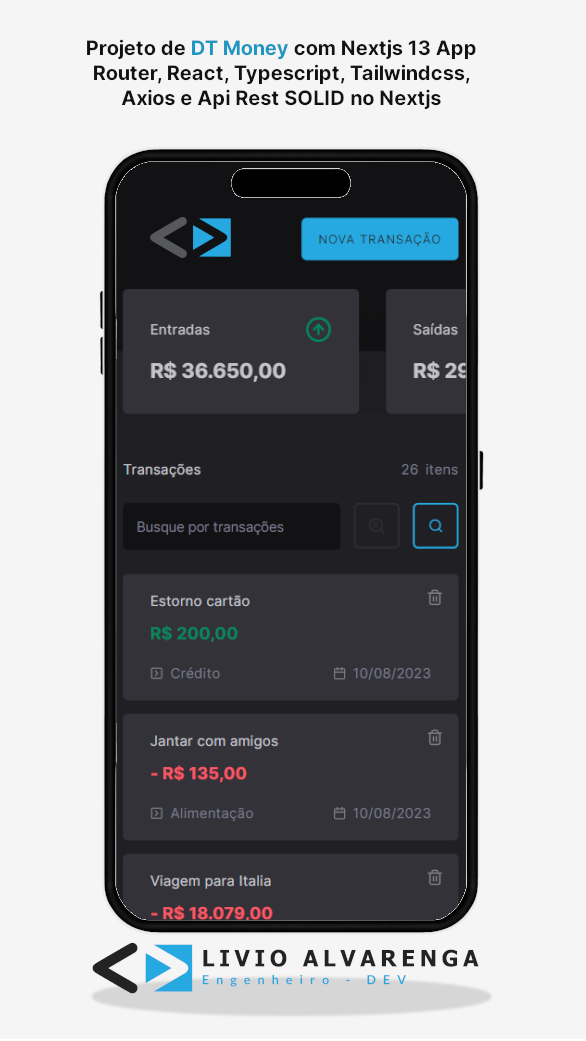 Projeto de DT Money com Nextjs 13 App
Router, React, Typescript, Tailwindcss,
Axios e Api Rest SOLID no Nextjs
NOVA TRANSAÇÃO
Entradas
R$ 36.650,00
Saídas
R$ 29
Transações
26 itens
Busque por transações
Estorno cartão
R$ 200,00
Crédito
10/08/2023
Jantar com amigos
- R$ 135,00
Alimentação
10/08/2023
Viagem para Italia
- R$ 18.079,00
LIVIO ALVARENGA
Engenheiro - DEV